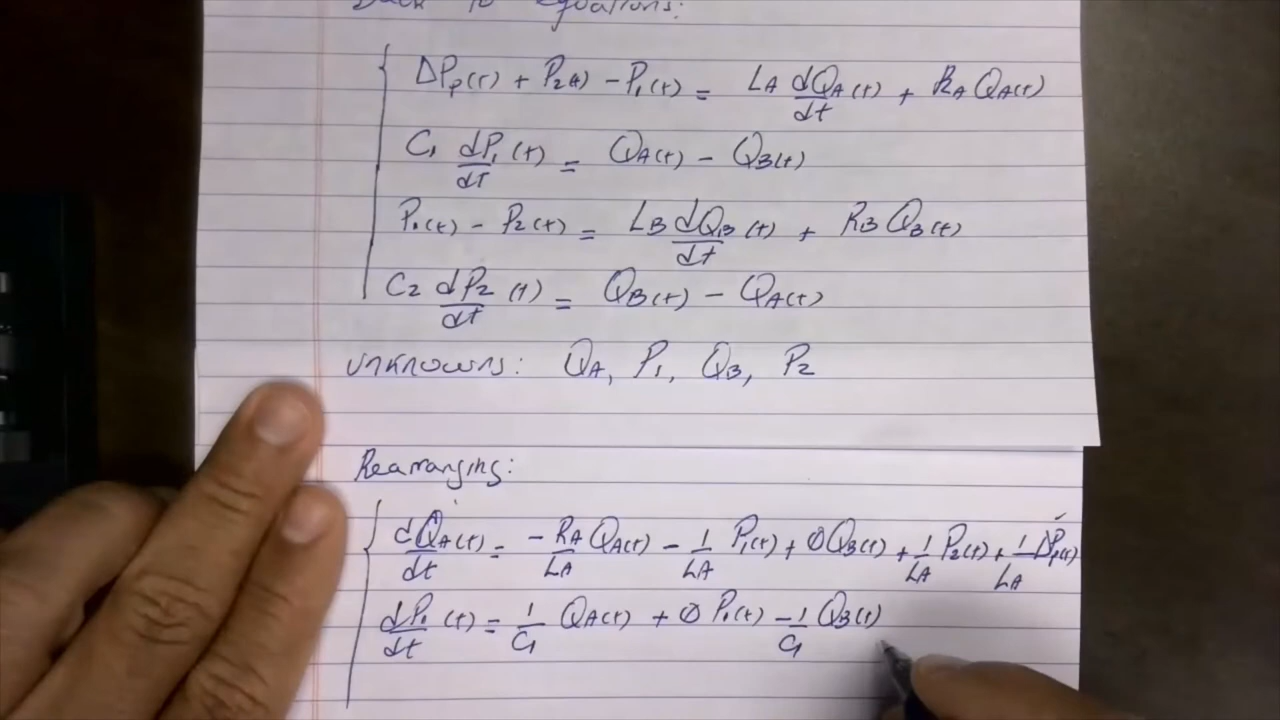 Back to equations:
ΔPp(t) + P2(t) − P1(t) = LA dQA/dt (t) + RA QA(t)
C1 dP1/dt (t) = QA(t) − QB(t)
P1(t) − P2(t) = LB dQB/dt (t) + RB QB(t)
C2 dP2/dt (t) = QB(t) − QA(t)
unknowns: QA, P1, QB, P2
Rearranging:
dQA/dt (t) = −RA/LA QA(t) − 1/LA P1(t) + 0 QB(t) + 1/LA P2(t) + 1/LA ΔPp(t)
dP1/dt (t) = 1/C1 QA(t) + 0 P1(t) − 1/C1 QB(t)